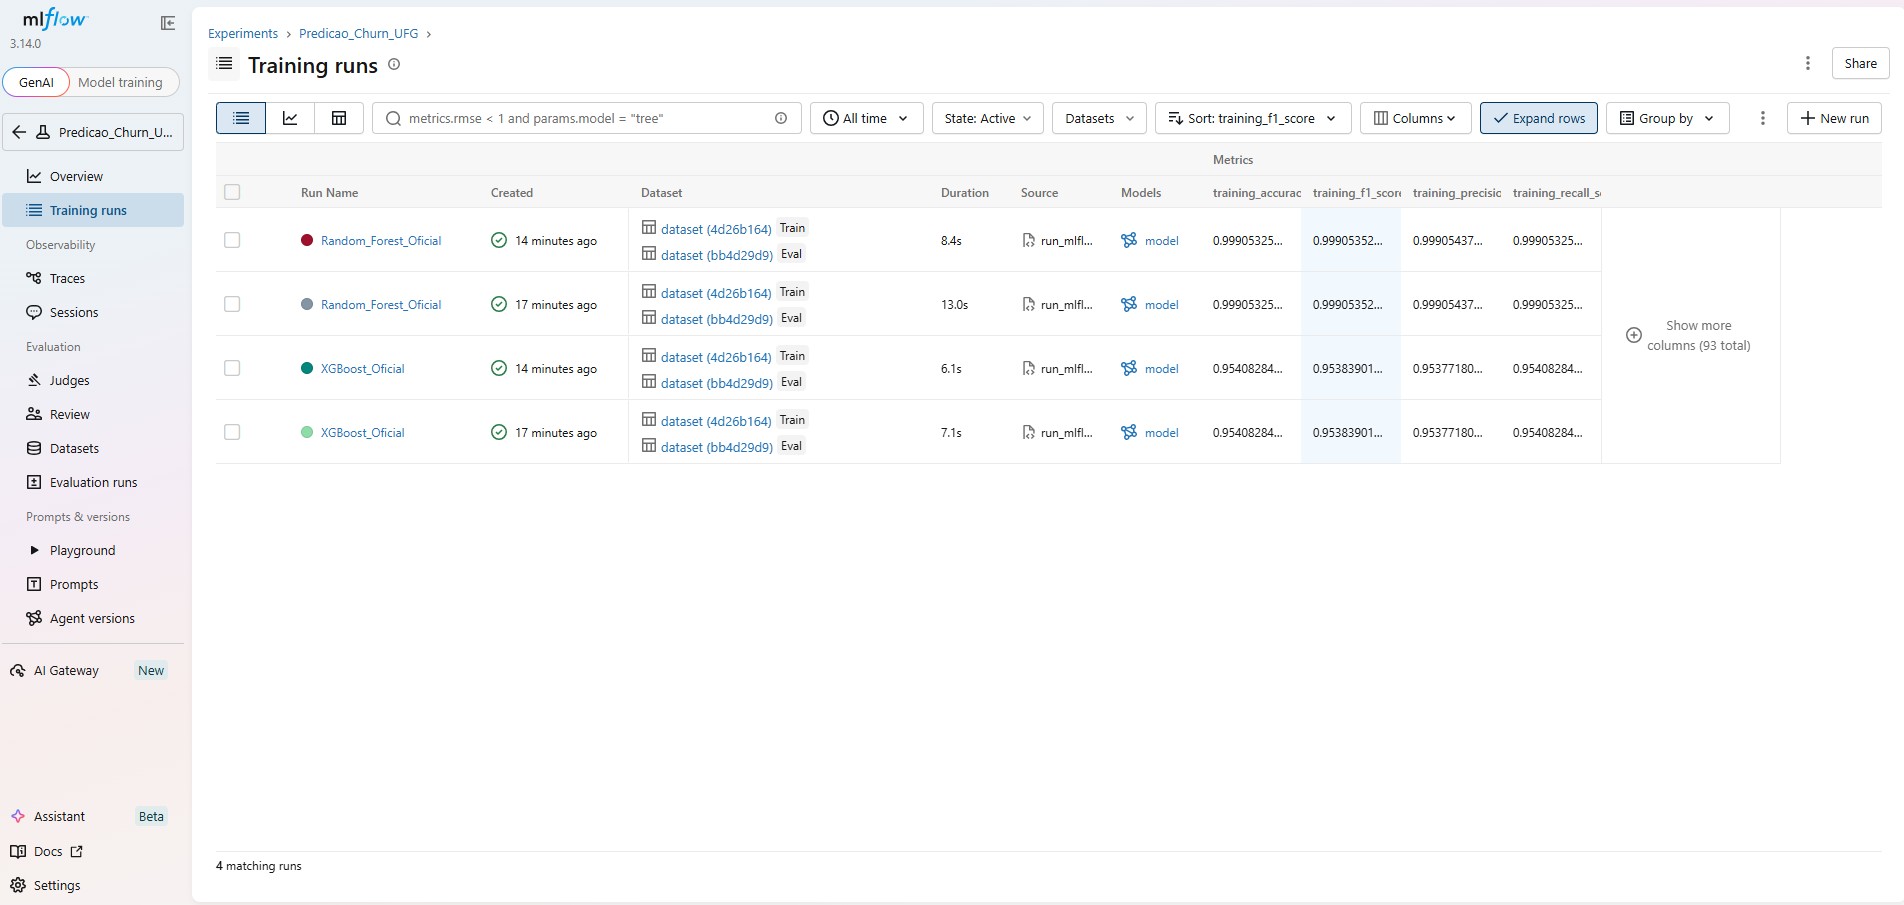 mlflow
3.14.0
GenAI Model training
Predicao_Churn_U...
Overview
Training runs
Observability
Traces
Sessions
Evaluation
Judges
Review
Datasets
Evaluation runs
Prompts & versions
Playground
Prompts
Agent versions
AI Gateway New
Assistant Beta
Docs
Settings
Experiments > Predicao_Churn_UFG >
Training runs
Share
metrics.rmse < 1 and params.model = "tree"
All time
State: Active
Datasets
Sort: training_f1_score
Columns
Expand rows
Group by
New run
Metrics
Run Name Created Dataset Duration Source Models training_accurac training_f1_score training_precisic training_recall_s
Random_Forest_Oficial 14 minutes ago dataset (4d26b164) Train 8.4s run_mlfl... model 0.99905325... 0.99905352... 0.99905437... 0.99905325...
dataset (bb4d29d9) Eval
Random_Forest_Oficial 17 minutes ago dataset (4d26b164) Train 13.0s run_mlfl... model 0.99905325... 0.99905352... 0.99905437... 0.99905325...
dataset (bb4d29d9) Eval
XGBoost_Oficial 14 minutes ago dataset (4d26b164) Train 6.1s run_mlfl... model 0.95408284... 0.95383901... 0.95377180... 0.95408284...
dataset (bb4d29d9) Eval
XGBoost_Oficial 17 minutes ago dataset (4d26b164) Train 7.1s run_mlfl... model 0.95408284... 0.95383901... 0.95377180... 0.95408284...
dataset (bb4d29d9) Eval
Show more
columns (93 total)
4 matching runs